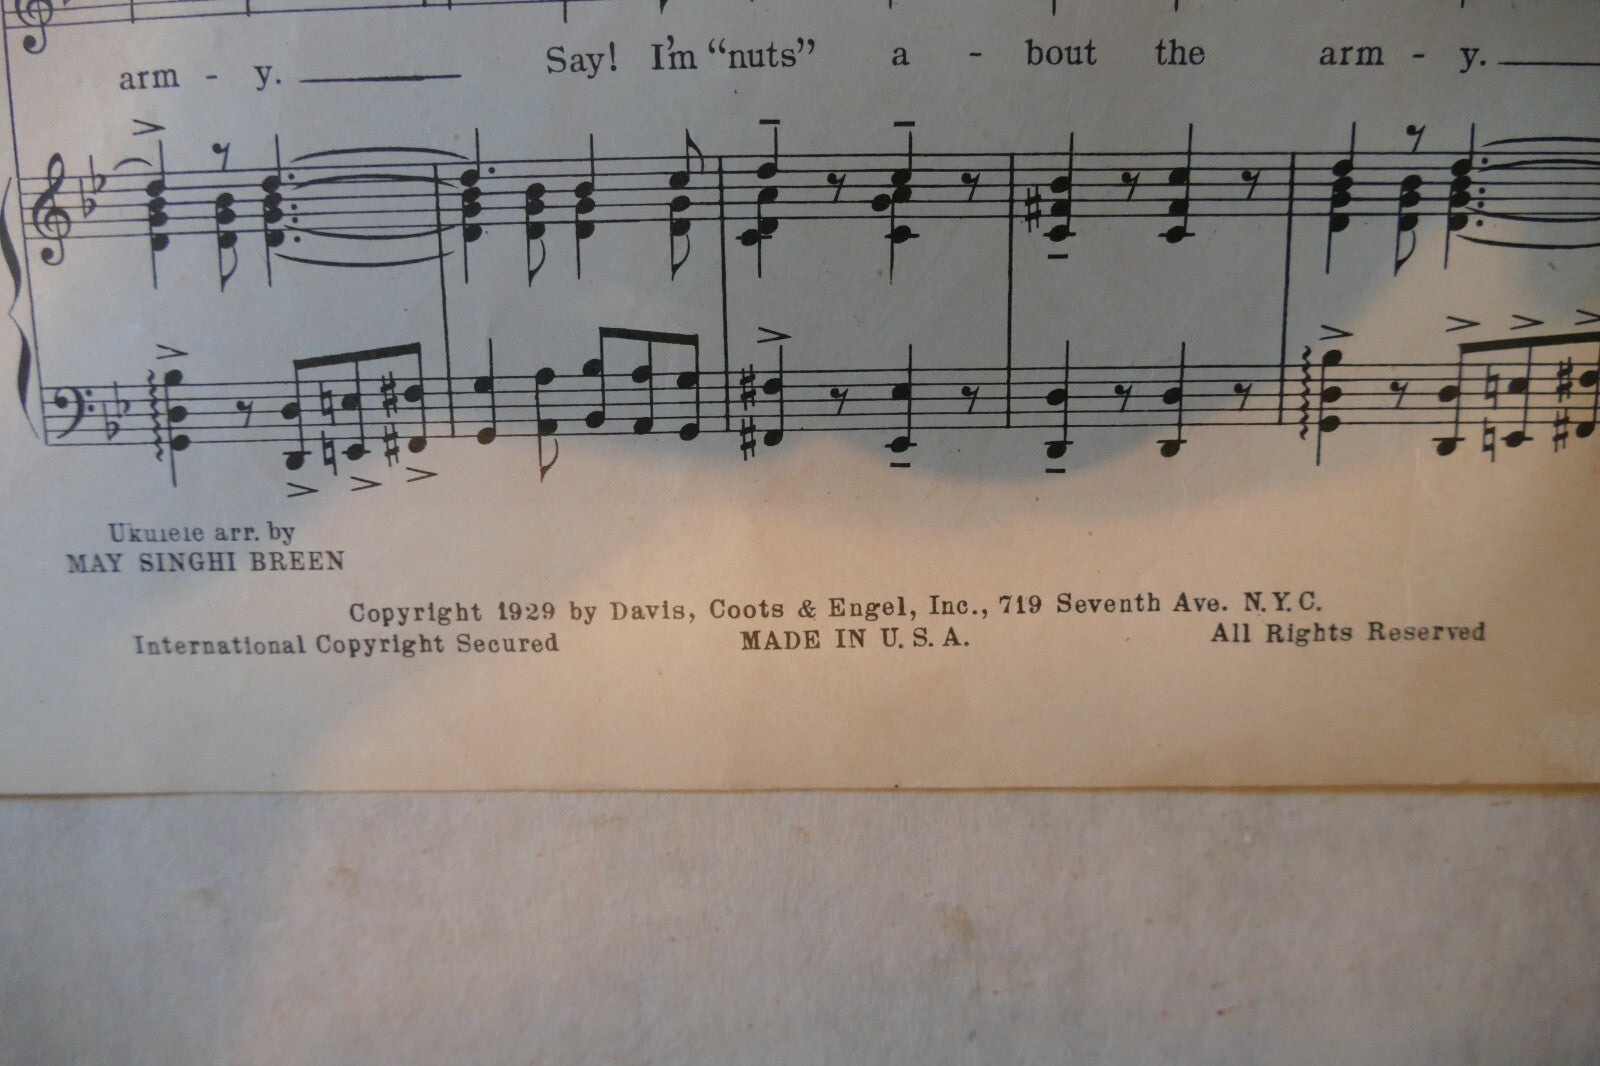 arm - y. Say! I'm “nuts” a - bout the arm - y.
Ukulele arr. by
MAY SINGHI BREEN
Copyright 1929 by Davis, Coots & Engel, Inc., 719 Seventh Ave. N.Y.C.
International Copyright Secured MADE IN U.S.A. All Rights Reserved